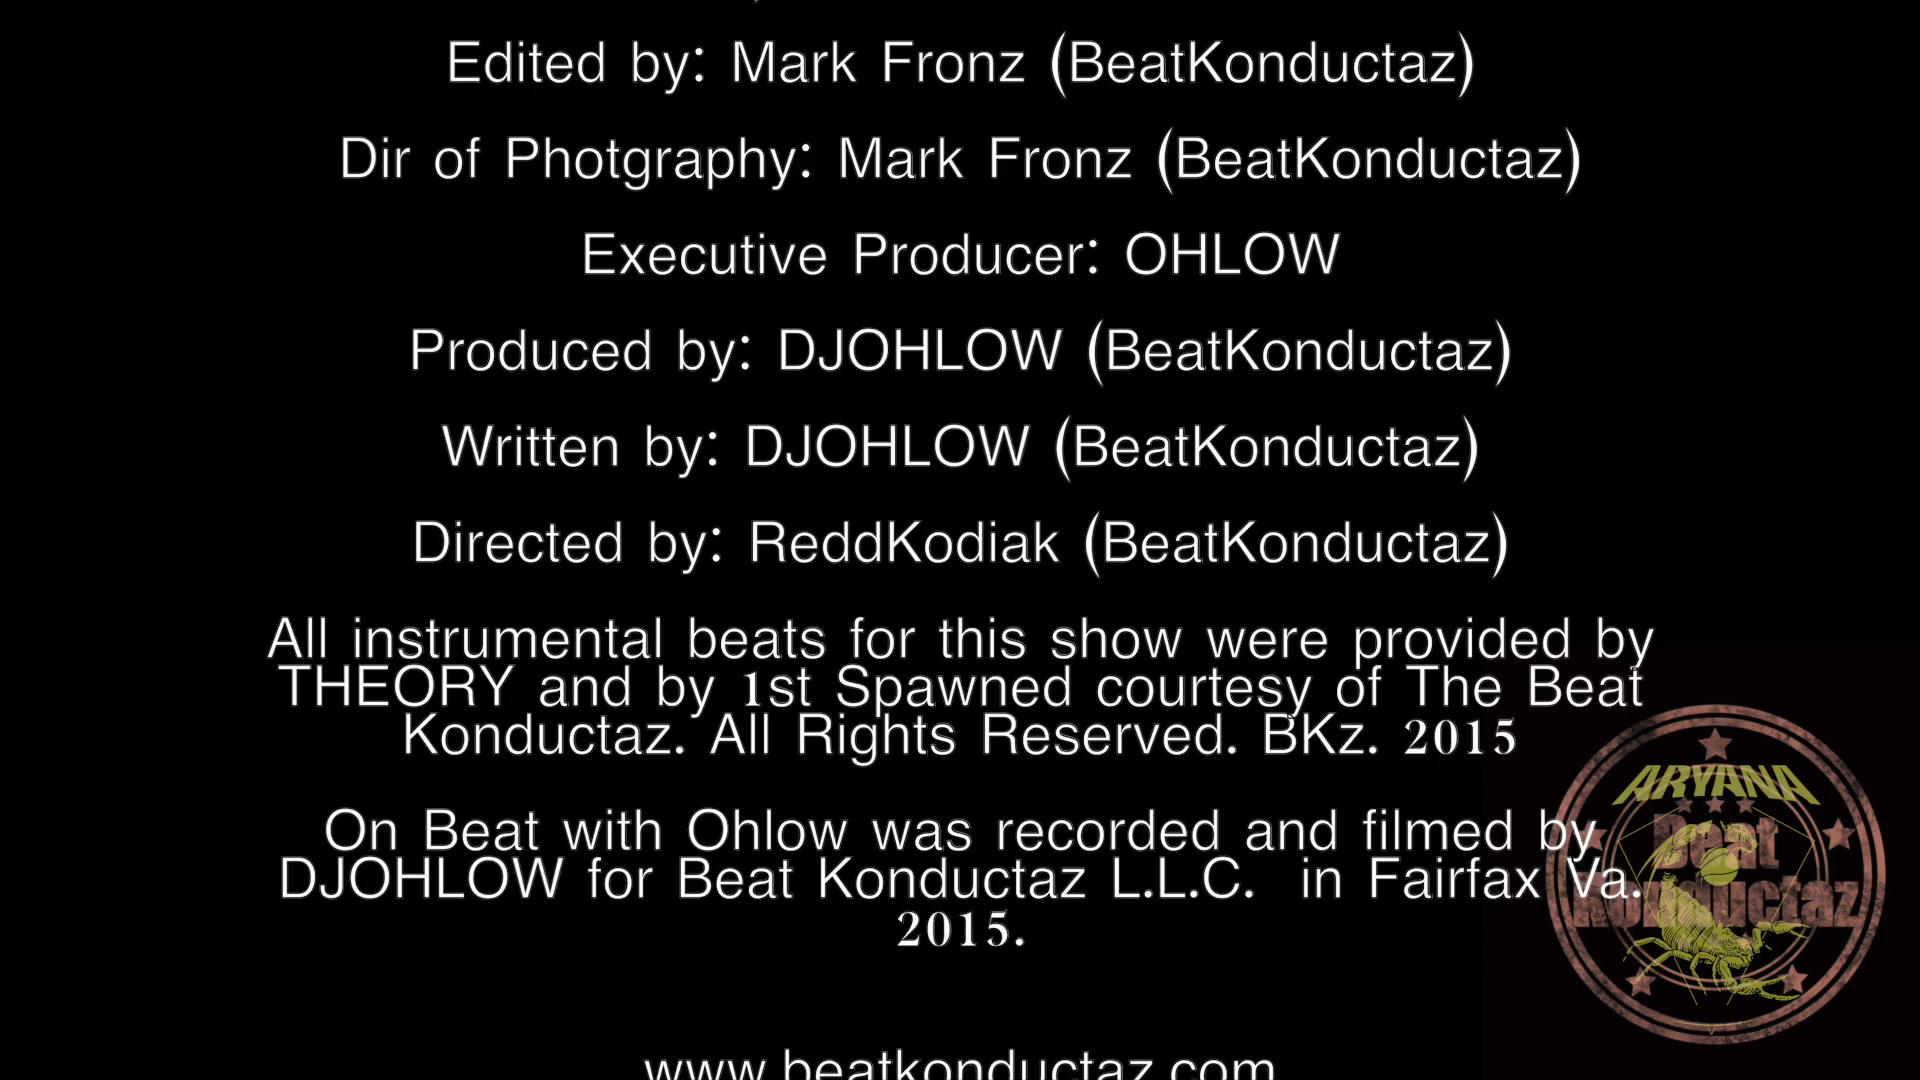 Edited by: Mark Fronz (BeatKonductaz)
Dir of Photgraphy: Mark Fronz (BeatKonductaz)
Executive Producer: OHLOW
Produced by: DJOHLOW (BeatKonductaz)
Written by: DJOHLOW (BeatKonductaz)
Directed by: ReddKodiak (BeatKonductaz)
All instrumental beats for this show were provided by
THEORY and by 1st Spawned courtesy of The Beat
Konductaz. All Rights Reserved. BKz. 2015
On Beat with Ohlow was recorded and filmed by
DJOHLOW for Beat Konductaz L.L.C. in Fairfax Va.
2015.
www.beatkonductaz.com
ARYANA
Beat
Konductaz